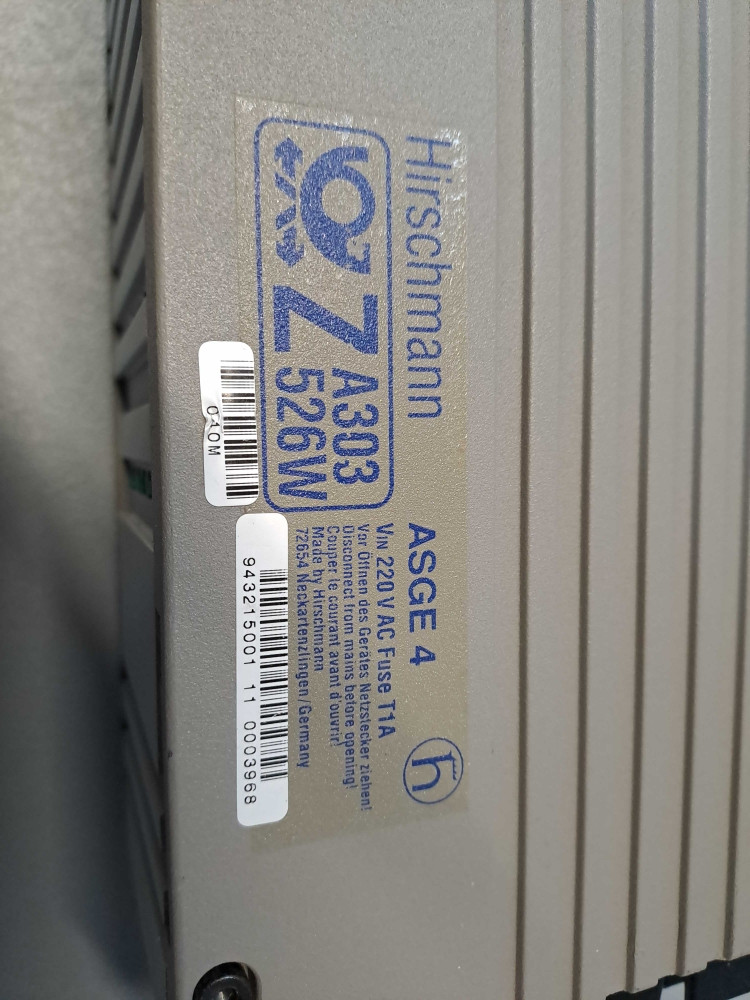 Hirschmann
ASGE 4
h
Z A303
526W
VIN 220 V AC Fuse T1A
Vor Öffnen des Gerätes Netzstecker ziehen!
Disconnect from mains before opening!
Couper le courant avant d'ouvrir!
Made by Hirschmann
72654 Neckartenzlingen/Germany
040M
943215001 11 0003968